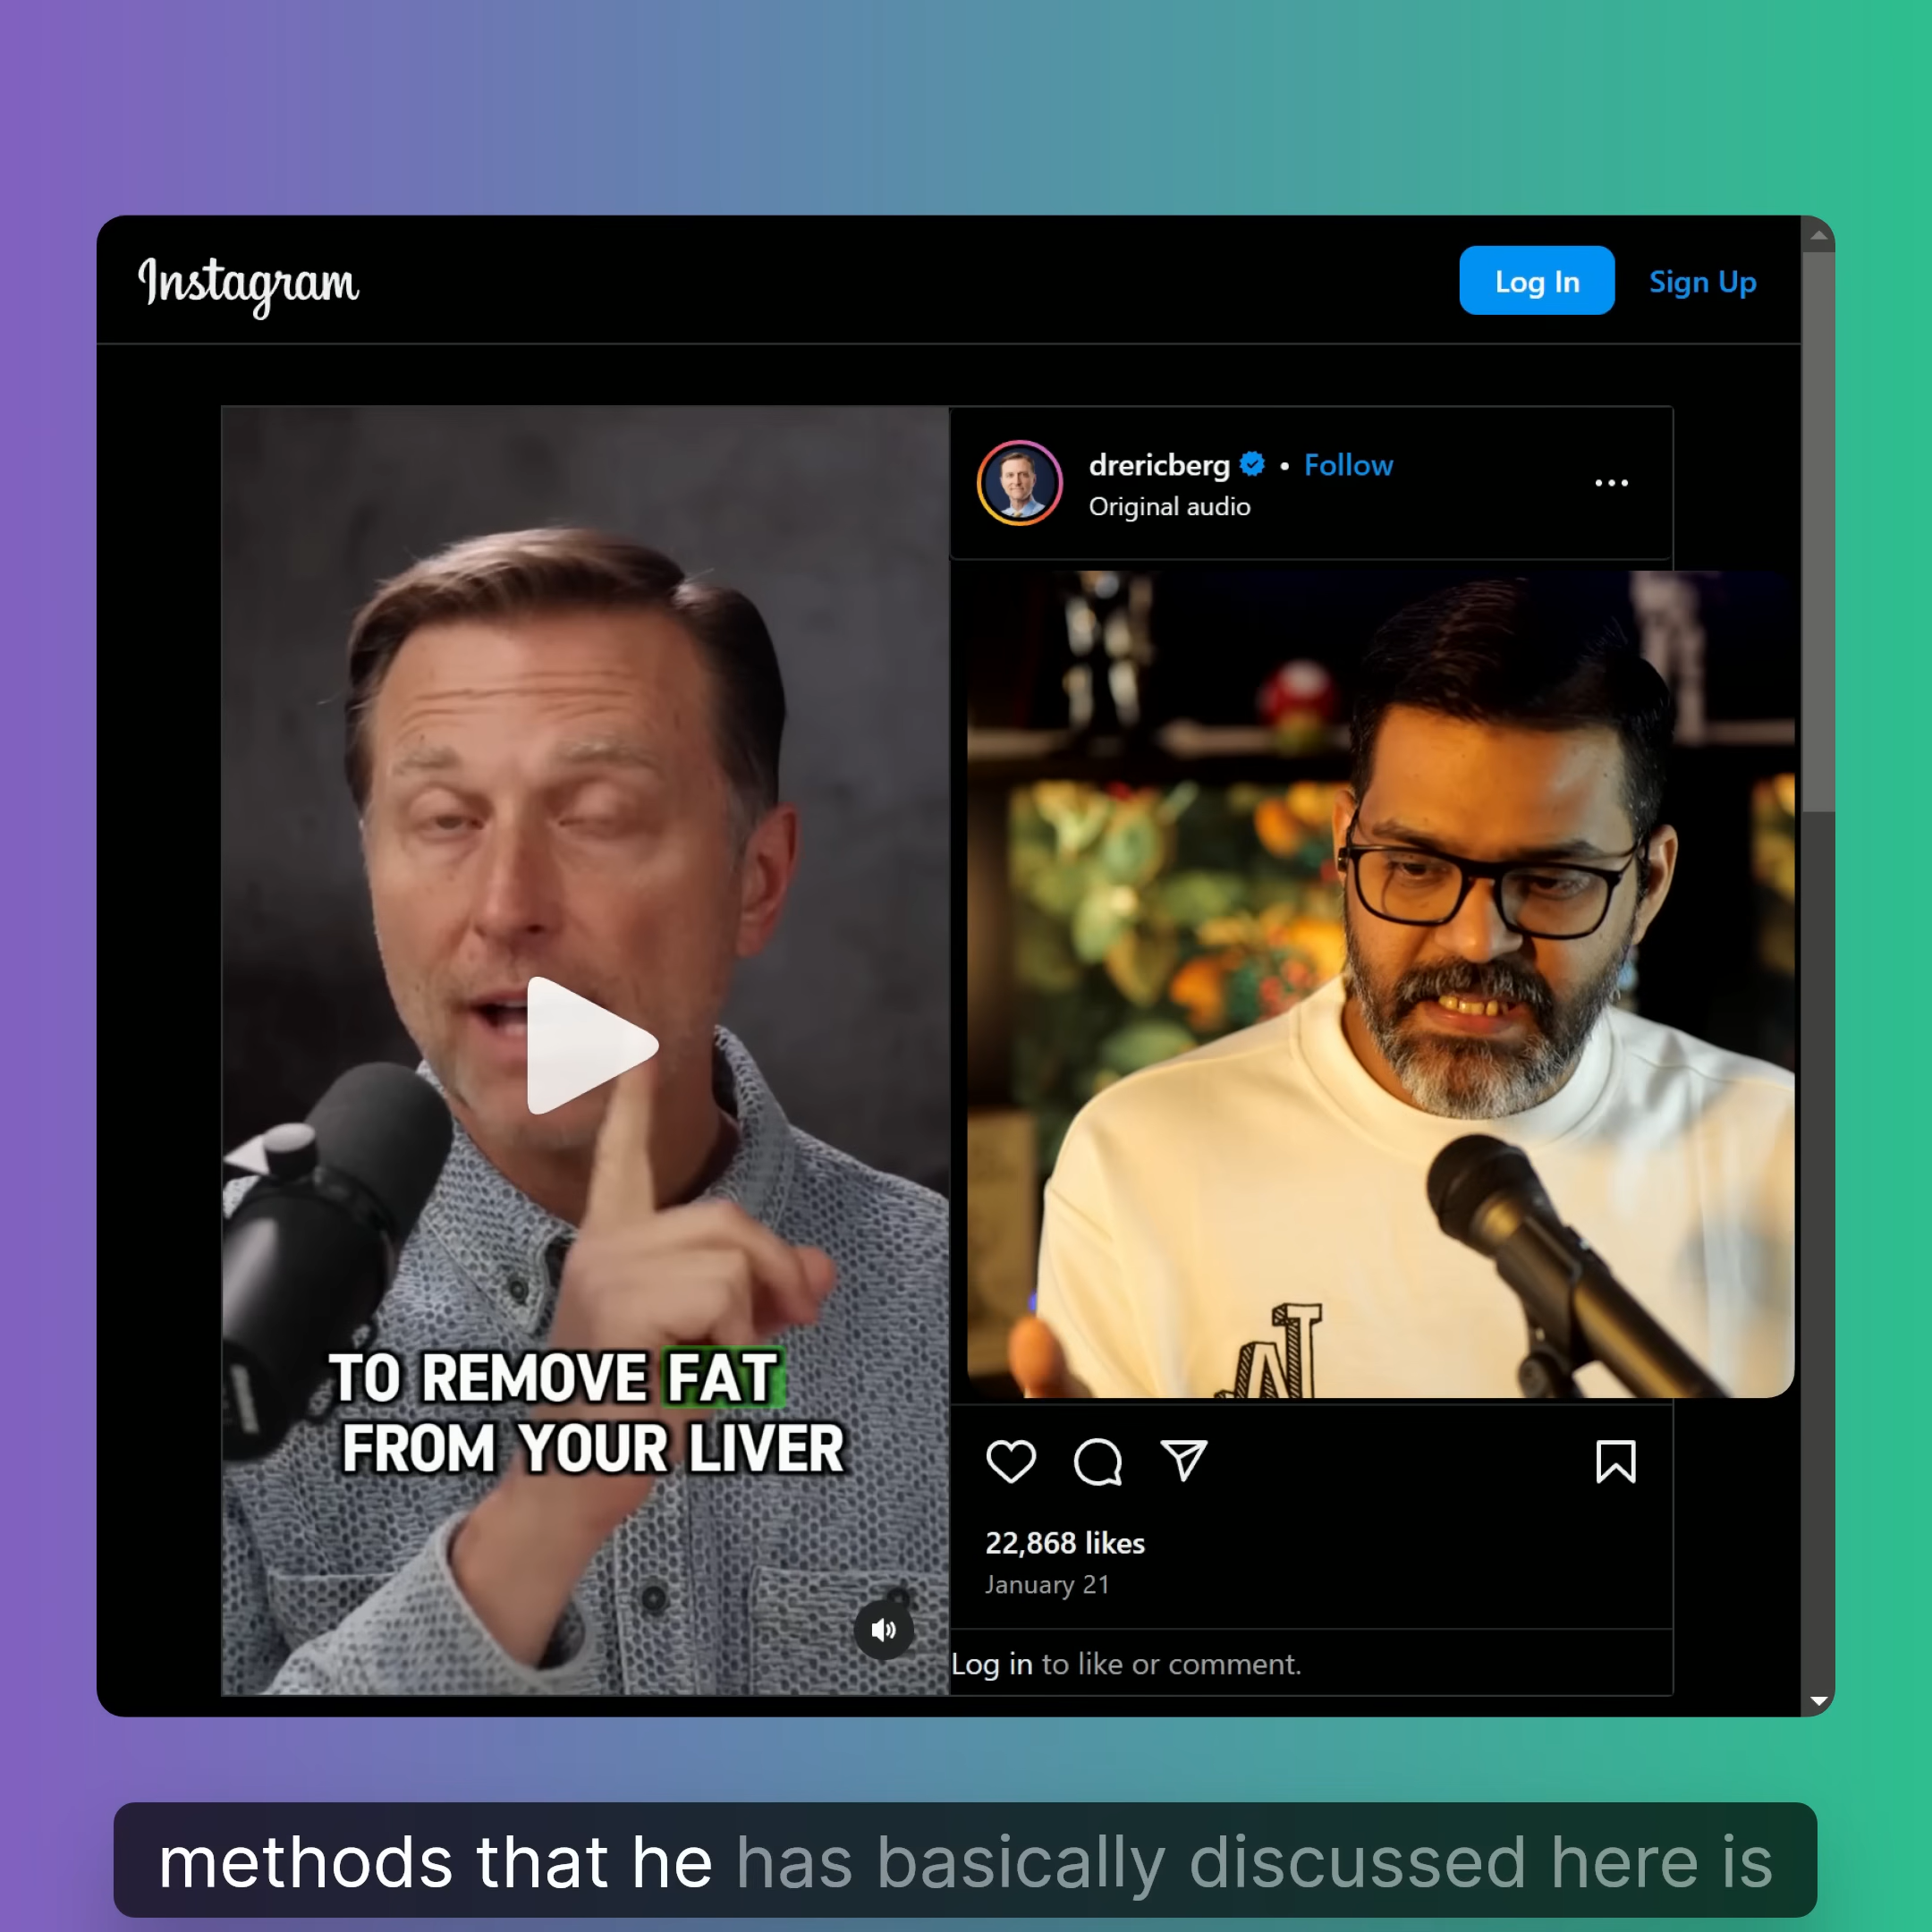 Instagram
Log In
Sign Up
drericberg • Follow
Original audio
TO REMOVE FAT
FROM YOUR LIVER
22,868 likes
January 21
Log in to like or comment.
methods that he has basically discussed here is